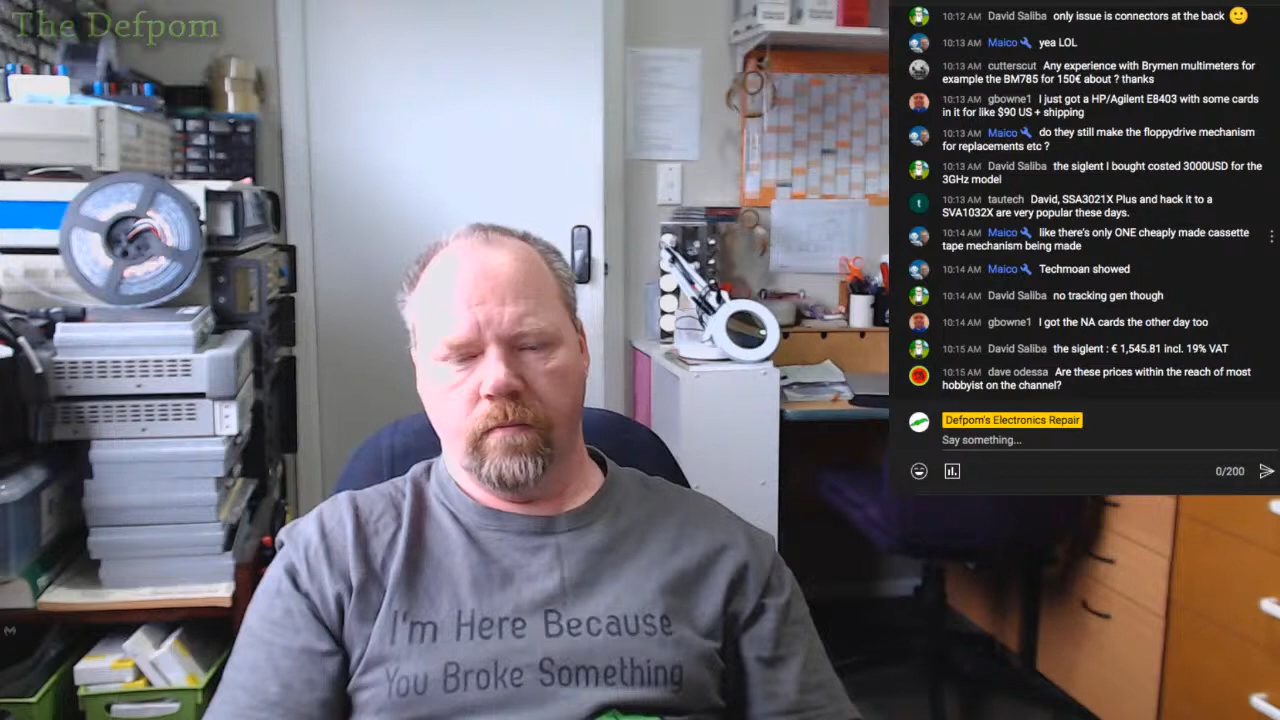 The Defpom
10:12 AM David Saliba only issue is connectors at the back
10:13 AM Maico yea LOL
10:13 AM cutterscut Any experience with Brymen multimeters for
example the BM785 for 150€ about ? thanks
10:13 AM gbowne1 I just got a HP/Agilent E8403 with some cards
in it for like $90 US + shipping
10:13 AM Maico do they still make the floppydrive mechanism
for replacements etc ?
10:13 AM David Saliba the siglent I bought costed 3000USD for the
3GHz model
t
10:13 AM tautech David, SSA3021X Plus and hack it to a
SVA1032X are very popular these days.
10:14 AM Maico like there's only ONE cheaply made cassette
tape mechanism being made
10:14 AM Maico Techmoan showed
10:14 AM David Saliba no tracking gen though
10:14 AM gbowne1 I got the NA cards the other day too
10:15 AM David Saliba the siglent : € 1,545.81 incl. 19% VAT
10:15 AM dave odessa Are these prices within the reach of most
hobbyist on the channel?
Defpom's Electronics Repair
Say something...
0/200
I'm Here Because
You Broke Something